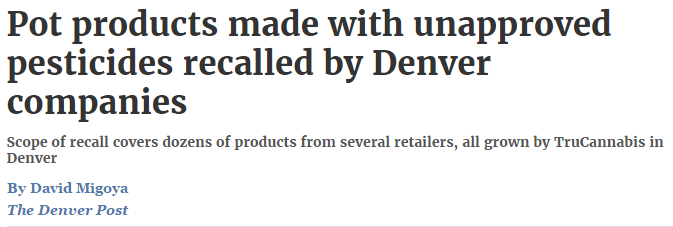 Pot products made with unapproved
pesticides recalled by Denver
companies
Scope of recall covers dozens of products from several retailers, all grown by TruCannabis in
Denver
By David Migoya
The Denver Post